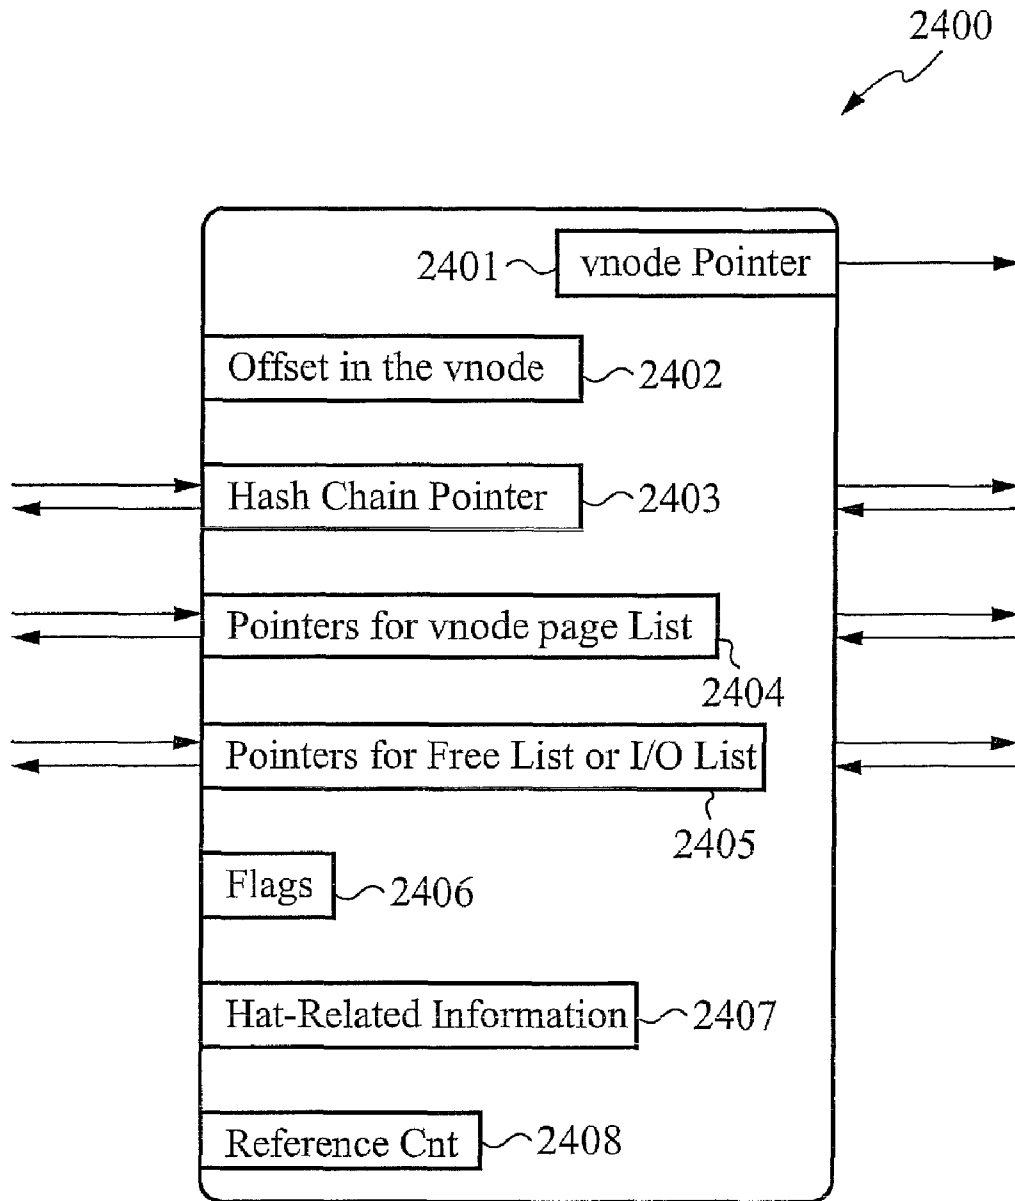 2400
2401 vnode Pointer
Offset in the vnode 2402
Hash Chain Pointer 2403
Pointers for vnode page List
2404
Pointers for Free List or I/O List
2405
Flags 2406
Hat-Related Information 2407
Reference Cnt 2408